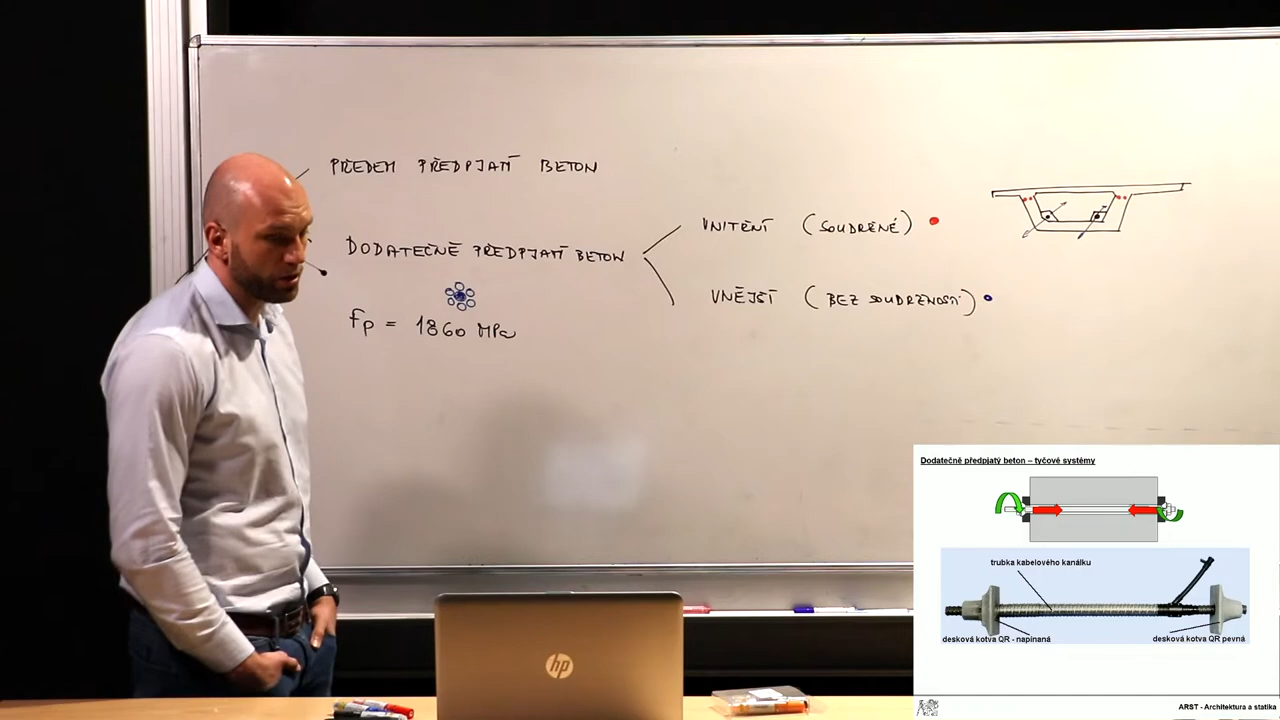 PŘEDEM PŘEDPJATÝ BETON
DODATEČNĚ PŘEDPJATÝ BETON
VNITŘNÍ (SOUDRŽNÉ)
VNĚJŠÍ (BEZ SOUDRŽNOSTI)
fp = 1860 MPa
hp
Dodatečně předpjatý beton – tyčové systémy
trubka kabelového kanálku
desková kotva QR - napínaná
desková kotva QR pevná
ARST - Architektura a statika